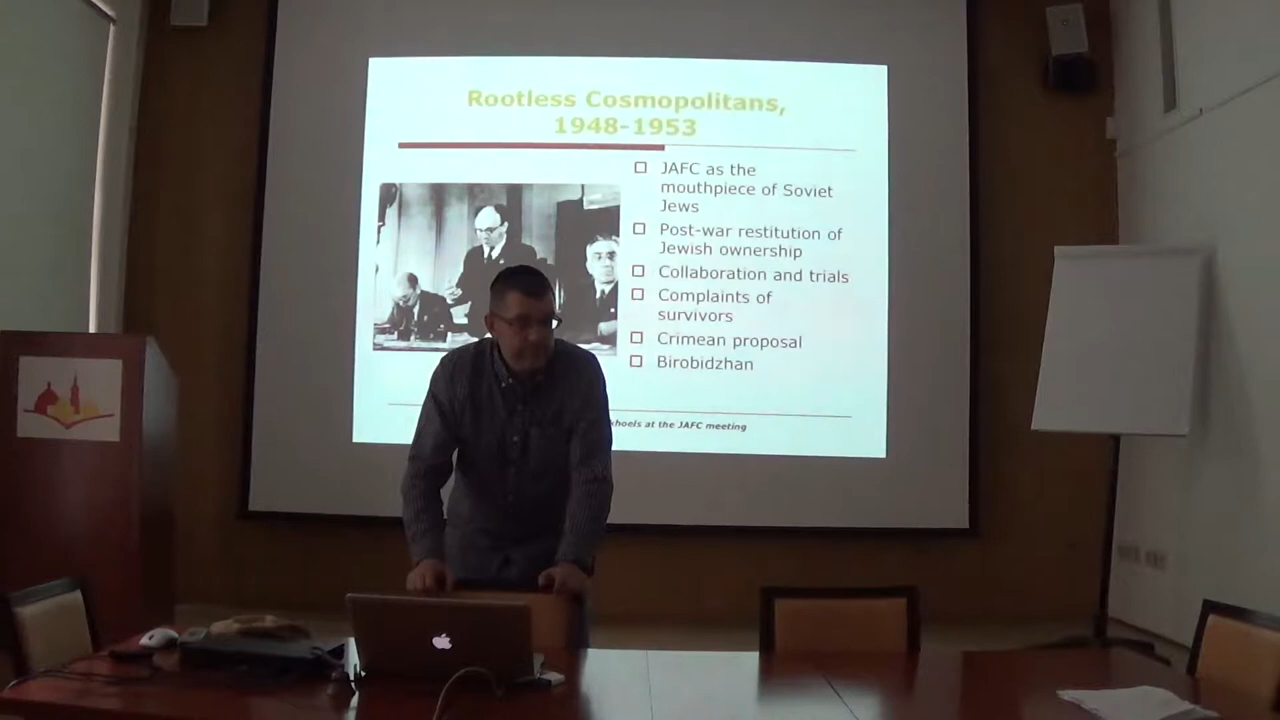 Rootless Cosmopolitans,
1948-1953
JAFC as the
mouthpiece of Soviet
Jews
Post-war restitution of
Jewish ownership
Collaboration and trials
Complaints of
survivors
Crimean proposal
Birobidzhan
at the JAFC meeting